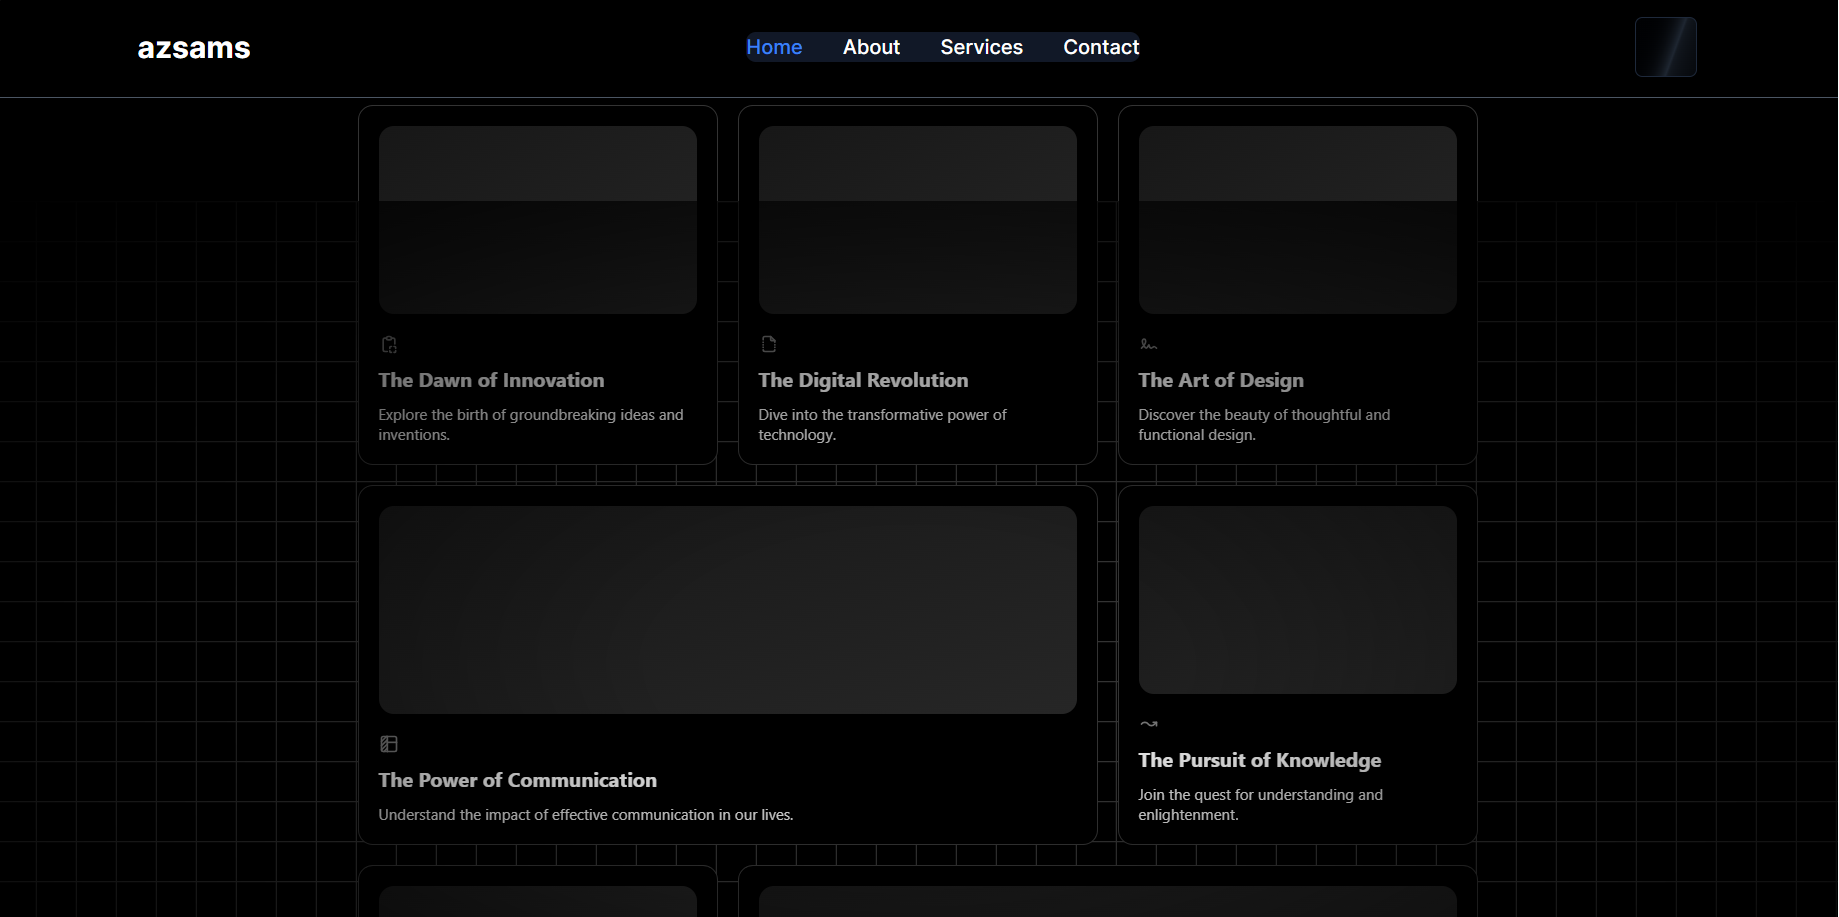 azsams
Home About Services Contact
The Dawn of Innovation
Explore the birth of groundbreaking ideas and
inventions.
The Digital Revolution
Dive into the transformative power of
technology.
The Art of Design
Discover the beauty of thoughtful and
functional design.
The Power of Communication
Understand the impact of effective communication in our lives.
The Pursuit of Knowledge
Join the quest for understanding and
enlightenment.